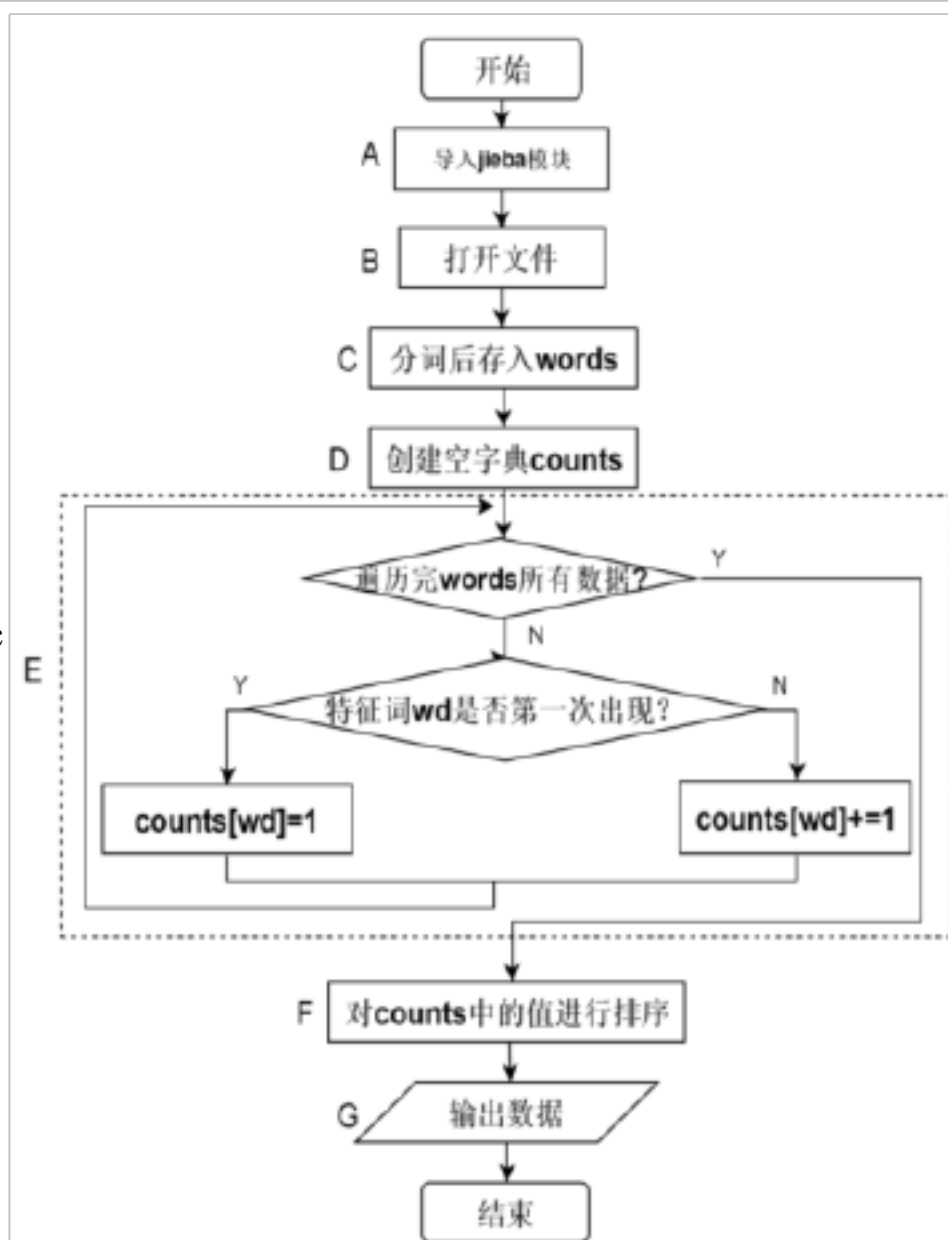 开始
A 导入jieba模块
B 打开文件
C 分词后存入words
D 创建空字典counts
遍历完words所有数据? Y
N
E
Y 特征词wd是否第一次出现? N
counts[wd]=1 counts[wd]+=1
F 对counts中的值进行排序
G 输出数据
结束